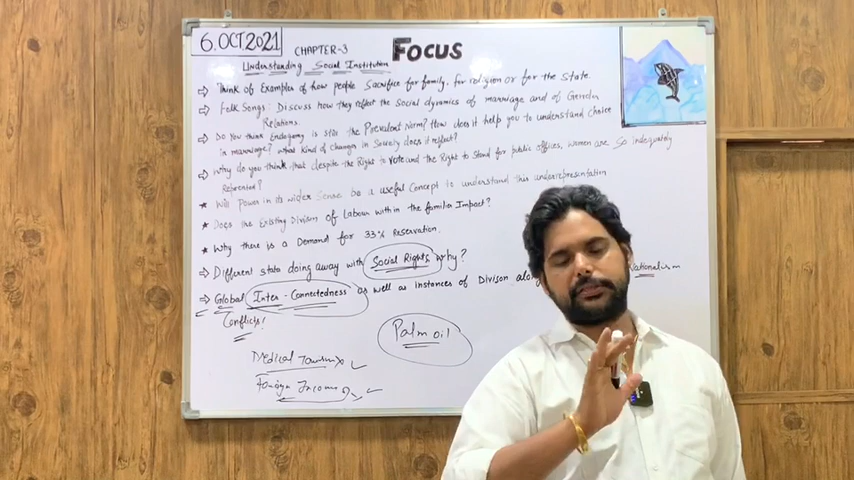 6.OCT2021
CHAPTER-3
FOCUS
Understanding Social Institution
⇒ Think of Examples of how people Sacrifice for family, for religion or for the State.
⇒ Folk Songs: Discuss how they reflect the social dynamics of marriage and of Gender
Relations.
⇒ Do You think Endogamy is still the Prevalent Norm? How does it help you to understand choice
in marriage? What kind of changes in Society does it reflect?
⇒ Why do you think that despite the Right to vote and the Right to Stand for public offices, women are so
★ Will power in its wider Sense be a useful Concept to understand this underrepresentation
★ Does the Existing Division of Labour within the families Impact?
★ Why there is a Demand for 33% Reservation.
⇒ Different stato doing away with Social Rights why?
⇒ Global Inter-Connectedness as well as instances of Divison
Conflicts!
Palm oil
Medical Tourism
Foreign Income